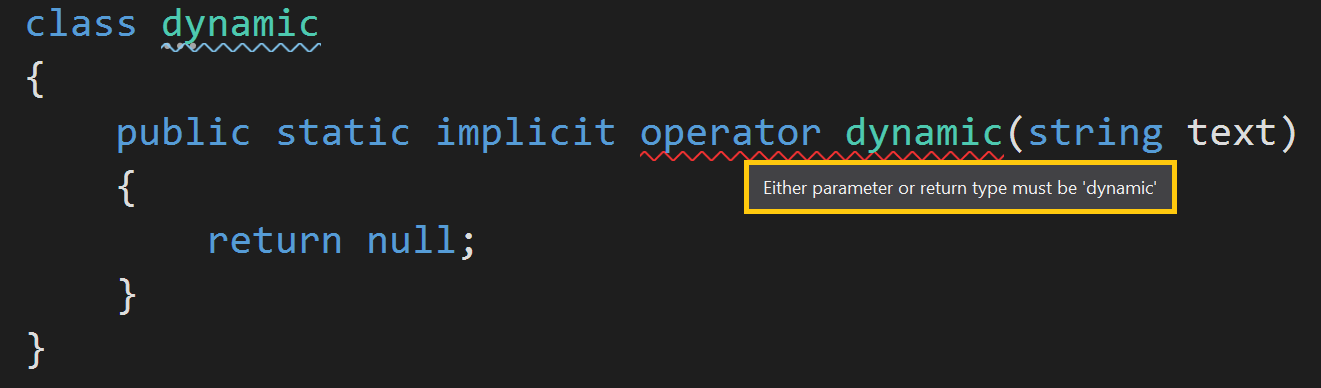 class dynamic
{
    public static implicit operator dynamic(string text)
    {
Either parameter or return type must be 'dynamic'
        return null;
    }
}